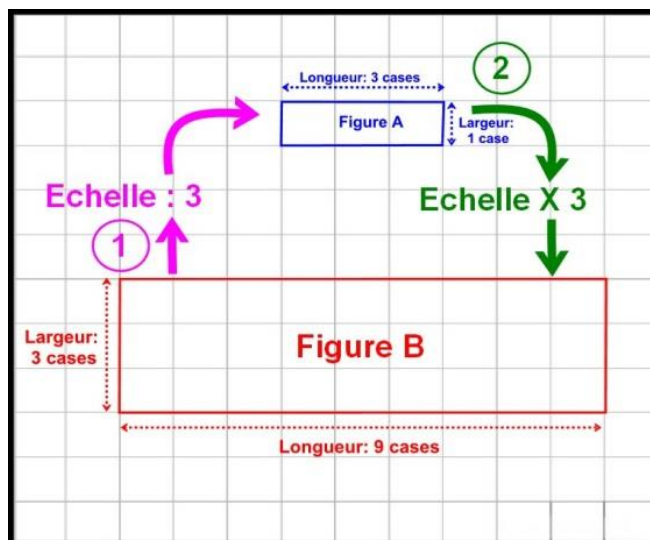 2
Longueur: 3 cases
Figure A
Largeur:
1 case
Echelle : 3
Echelle X 3
1
Largeur:
3 cases
Figure B
Longueur: 9 cases